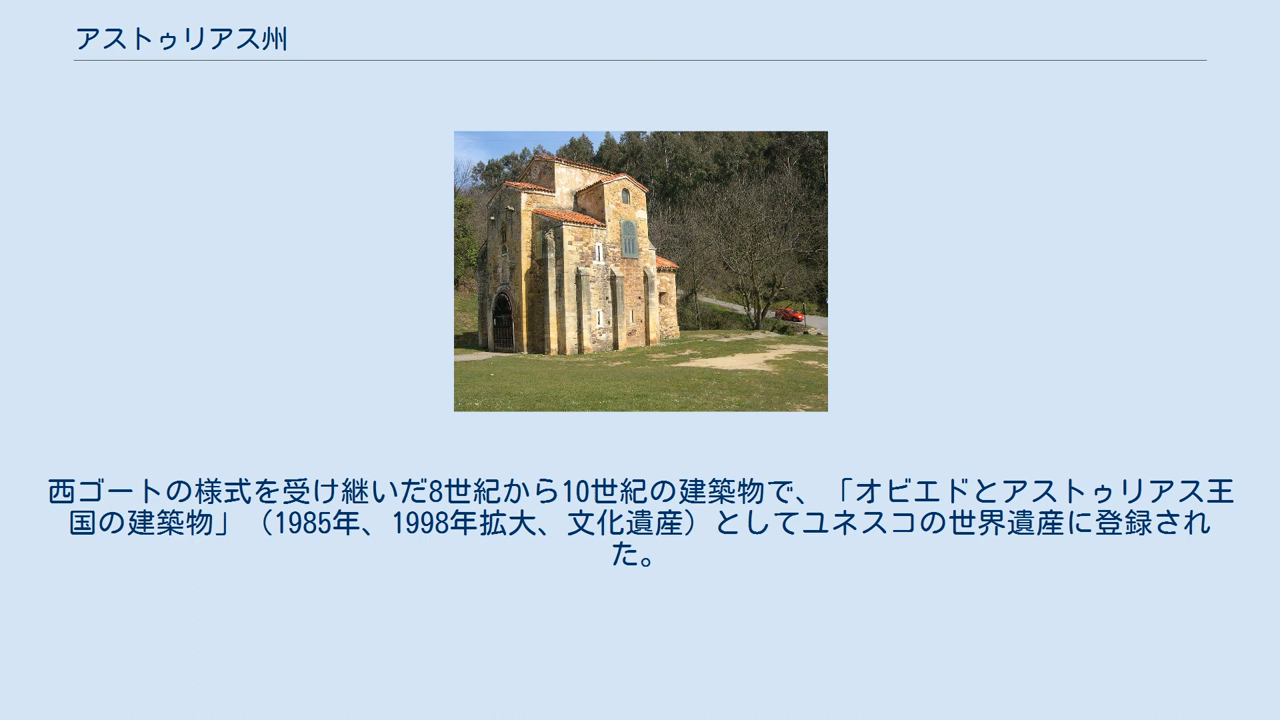 アストゥリアス州
西ゴートの様式を受け継いだ8世紀から10世紀の建築物で、「オビエドとアストゥリアス王
国の建築物」（1985年、1998年拡大、文化遺産）としてユネスコの世界遺産に登録され
た。